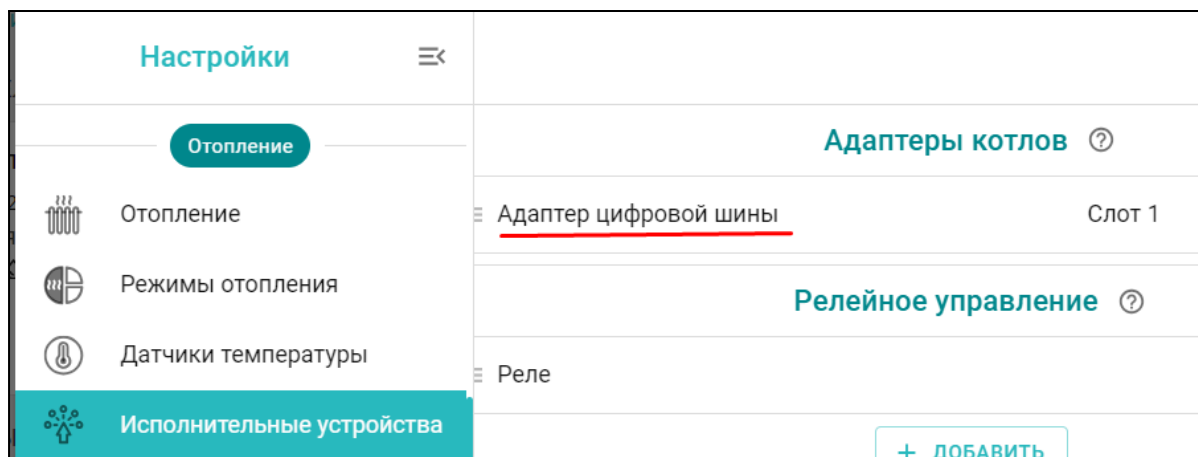 Настройки
Отопление
Отопление
Режимы отопления
Датчики температуры
Исполнительные устройства
Адаптеры котлов
Адаптер цифровой шины Слот 1
Релейное управление
Реле
+ ДОБАВИТЬ